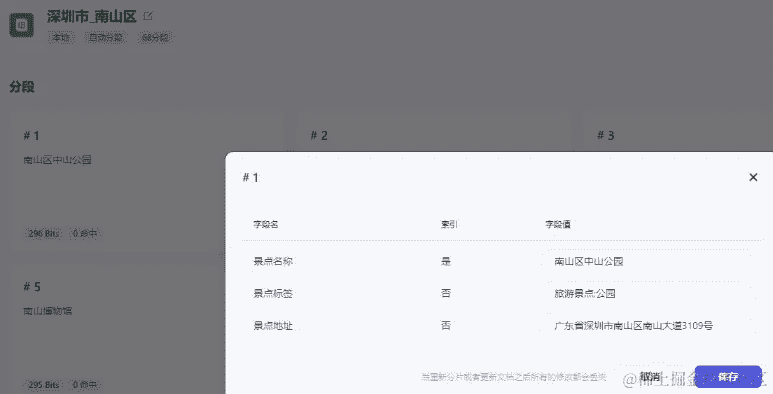 深圳市_南山区
本地 自动分段 68分段
分段
# 1 # 2 # 3
南山区中山公园
296 Bits 0 命中
# 5
南山博物馆
295 Bits 0 命中
# 1
字段名 索引 字段值
景点名称 是 南山区中山公园
景点标签 否 旅游景点;公园
景点地址 否 广东省深圳市南山区南山大道3109号
取消 保存
@稀土掘金